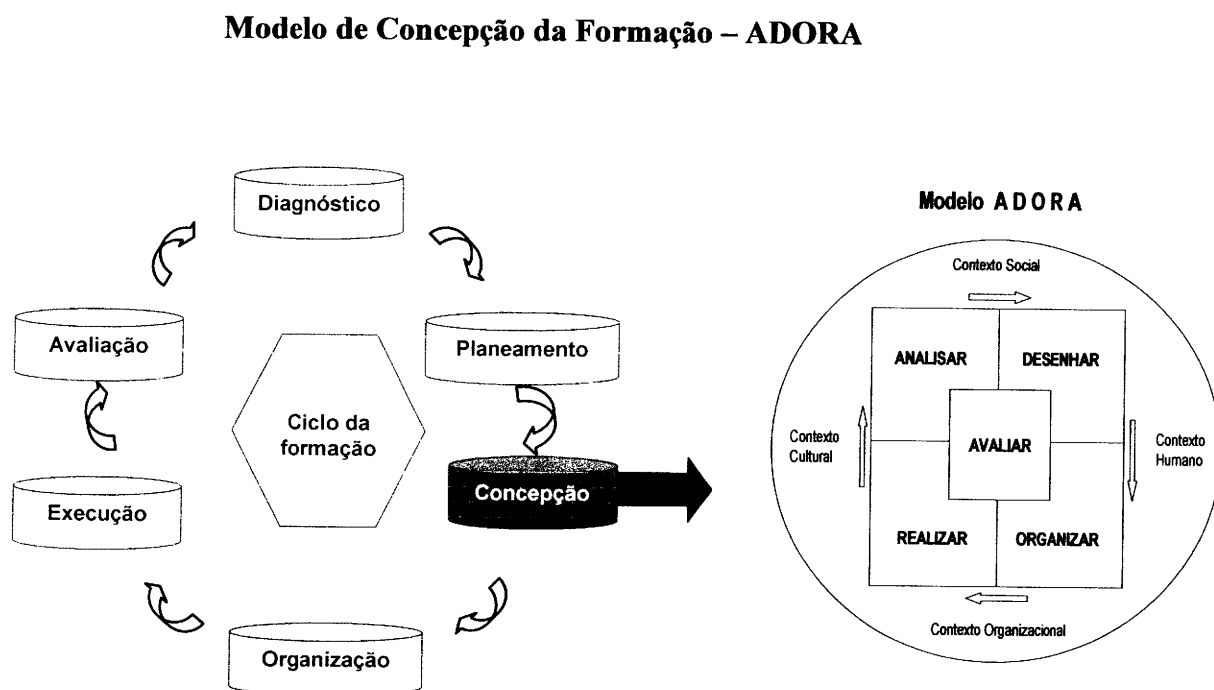 Modelo de Concepção da Formação – ADORA
Diagnóstico
Avaliação
Planeamento
Ciclo da
formação
Concepção
Execução
Organização
Modelo A D O R A
Contexto Social
ANALISAR
DESENHAR
Contexto
Cultural
AVALIAR
Contexto
Humano
REALIZAR
ORGANIZAR
Contexto Organizacional